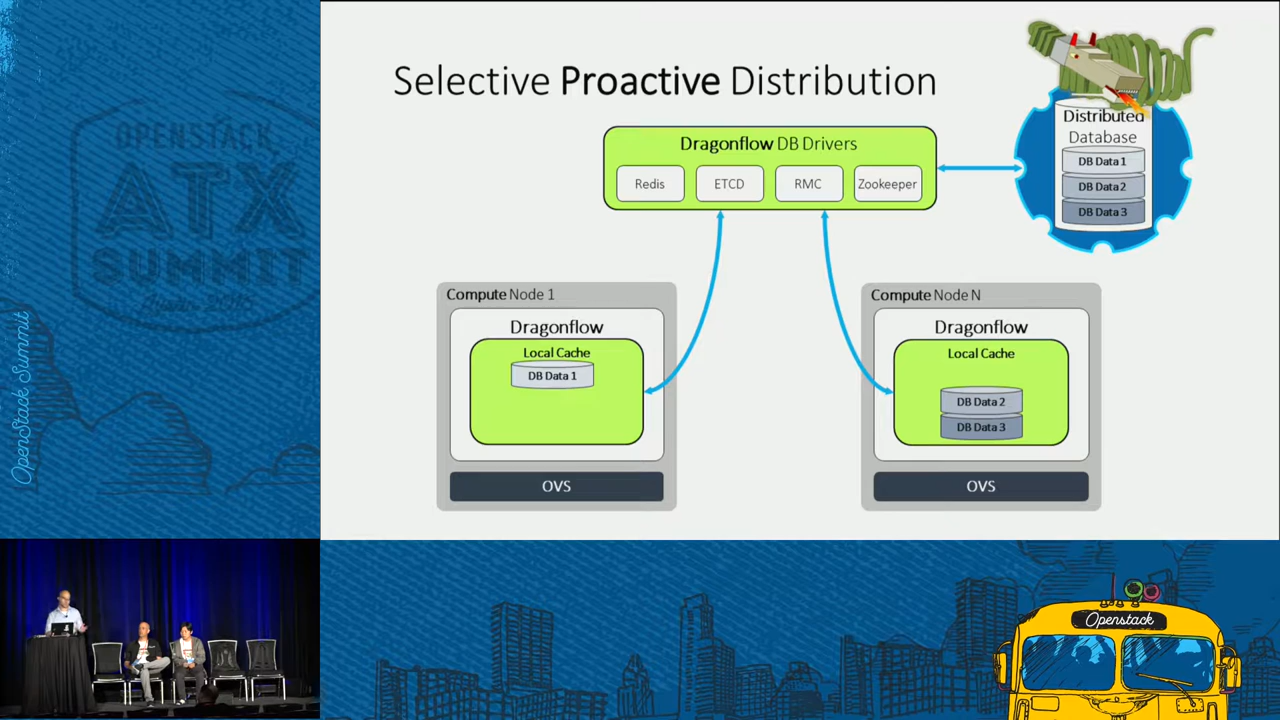 OPENSTACK
ATX
SUMMIT
OpenStack Summit
Selective Proactive Distribution
Dragonflow DB Drivers
Redis
ETCD
RMC
Zookeeper
Distributed
Database
DB Data 1
DB Data 2
DB Data 3
Compute Node 1
Dragonflow
Local Cache
DB Data 1
OVS
Compute Node N
Dragonflow
Local Cache
DB Data 2
DB Data 3
OVS
Openstack